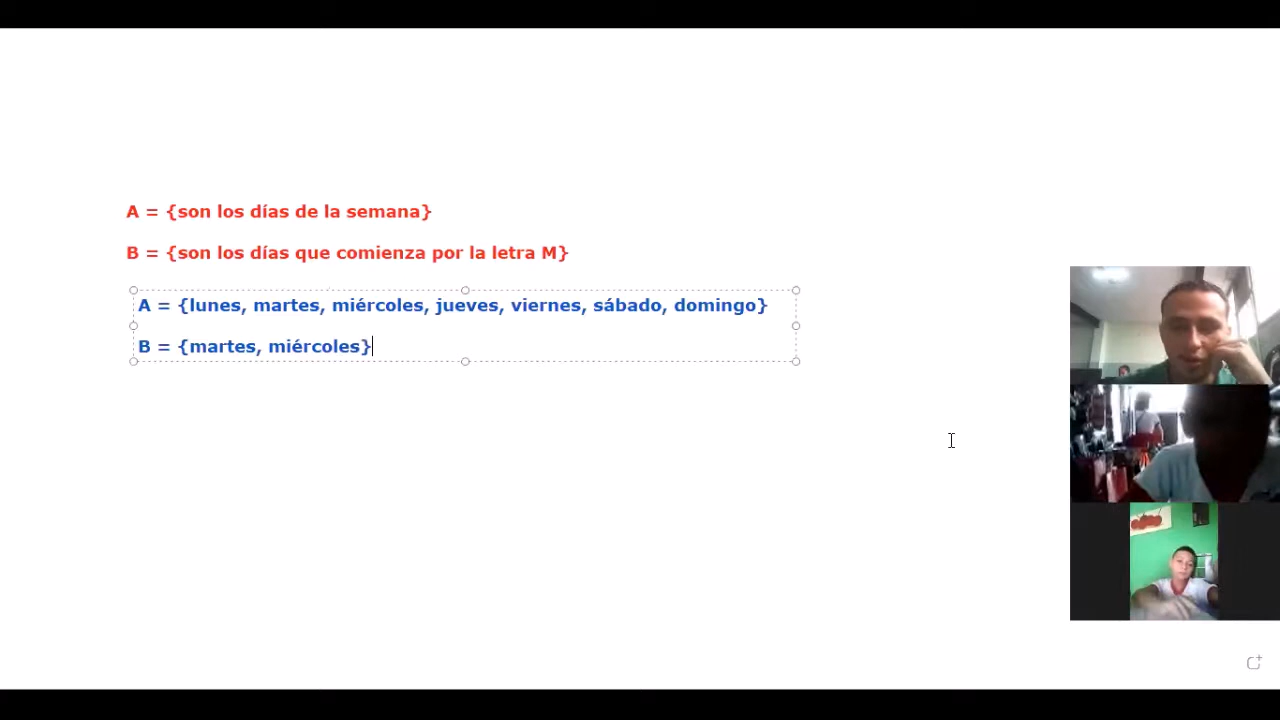 A = {son los días de la semana}
B = {son los días que comienza por la letra M}
A = {lunes, martes, miércoles, jueves, viernes, sábado, domingo}
B = {martes, miércoles}